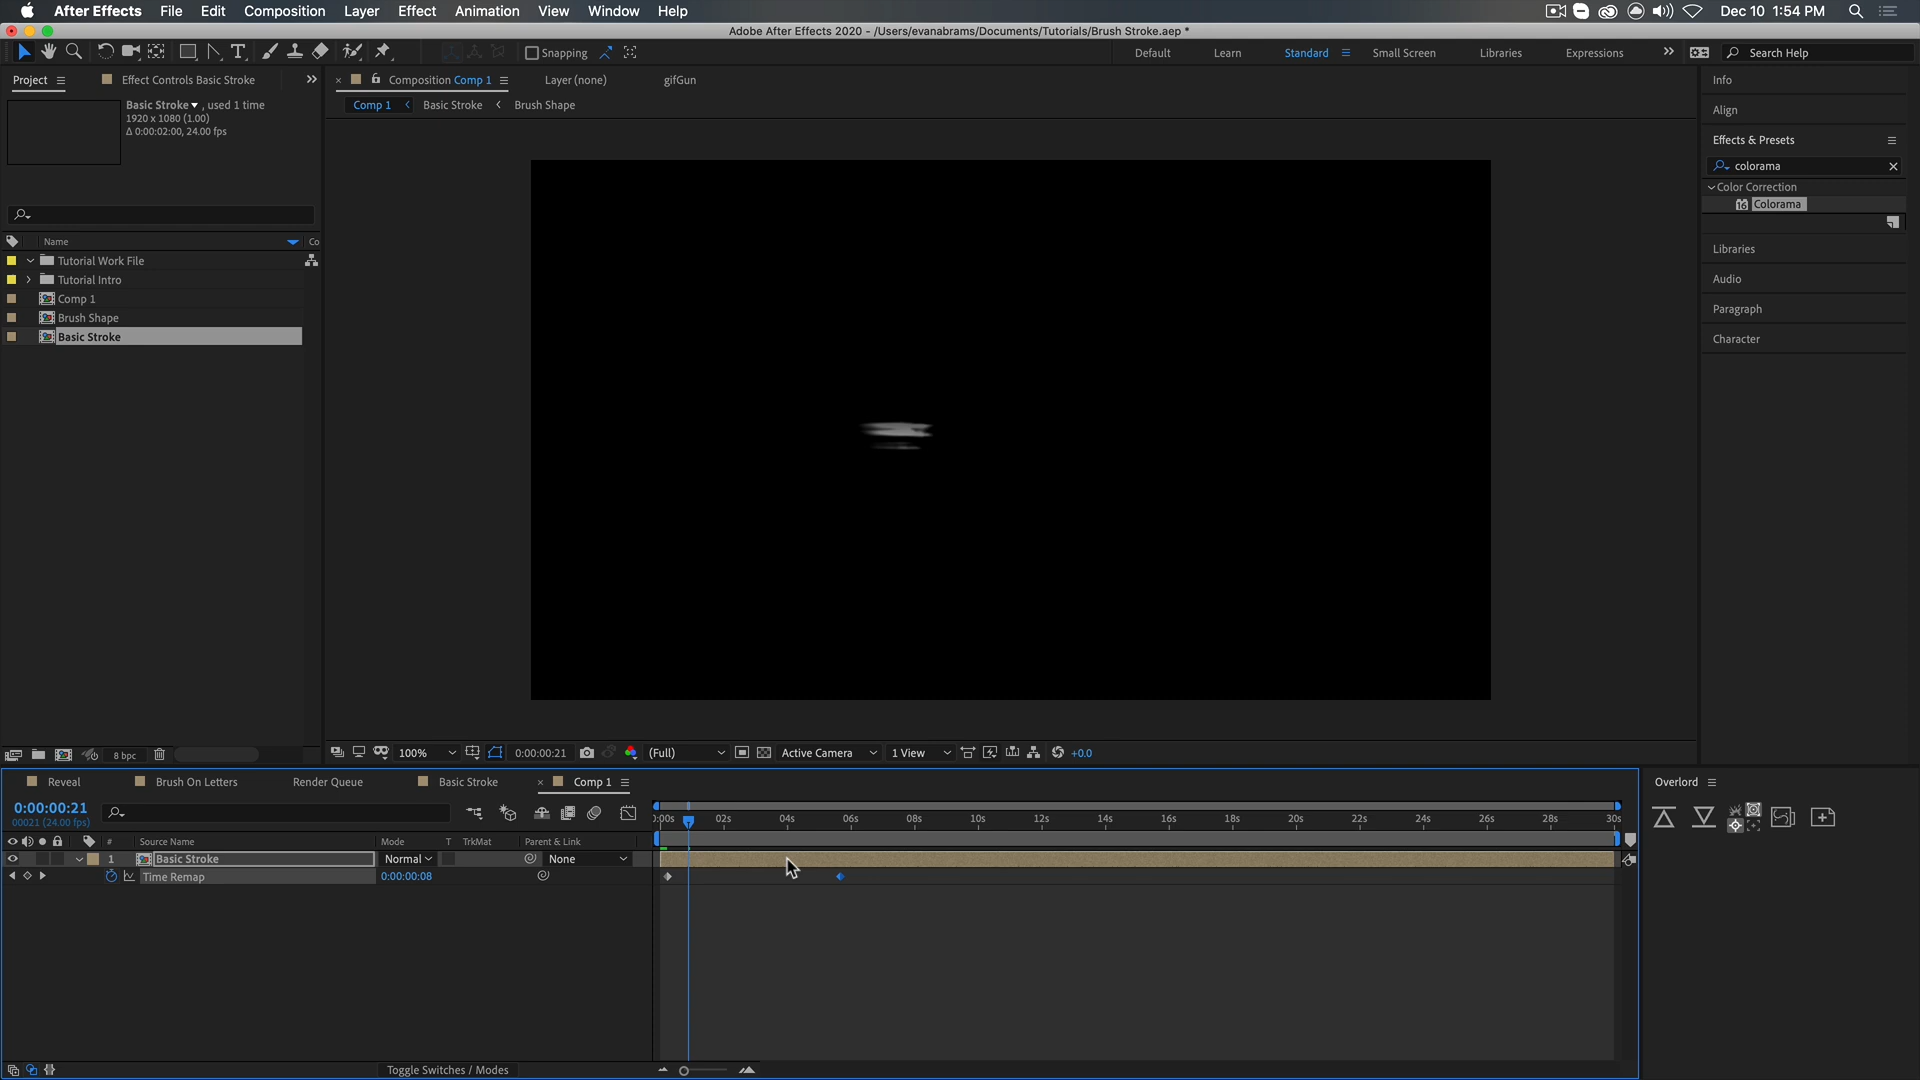 After Effects File Edit Composition Layer Effect Animation View Window Help Dec 10 1:54 PM
Adobe After Effects 2020 - /Users/evanabrams/Documents/Tutorials/Brush Stroke.aep *
Snapping Default Learn Standard Small Screen Libraries Expressions Search Help
Project Effect Controls Basic Stroke Composition Comp 1 Layer (none) gifGun Info
Basic Stroke , used 1 time
1920 x 1080 (1.00)
Δ 0:00:02:00, 24.00 fps
Comp 1 Basic Stroke Brush Shape
Align
Effects & Presets
colorama
Color Correction
16 Colorama
Libraries
Audio
Paragraph
Character
Name Co
Tutorial Work File
Tutorial Intro
Comp 1
Brush Shape
Basic Stroke
8 bpc 100% 0:00:00:21 (Full) Active Camera 1 View +0.0
Reveal Brush On Letters Render Queue Basic Stroke Comp 1 Overlord
0:00:00:21
00021 (24.00 fps)
):00s 02s 04s 06s 08s 10s 12s 14s 16s 18s 20s 22s 24s 26s 28s 30s
# Source Name Mode T TrkMat Parent & Link
1 Basic Stroke Normal None
Time Remap 0:00:00:08
Toggle Switches / Modes